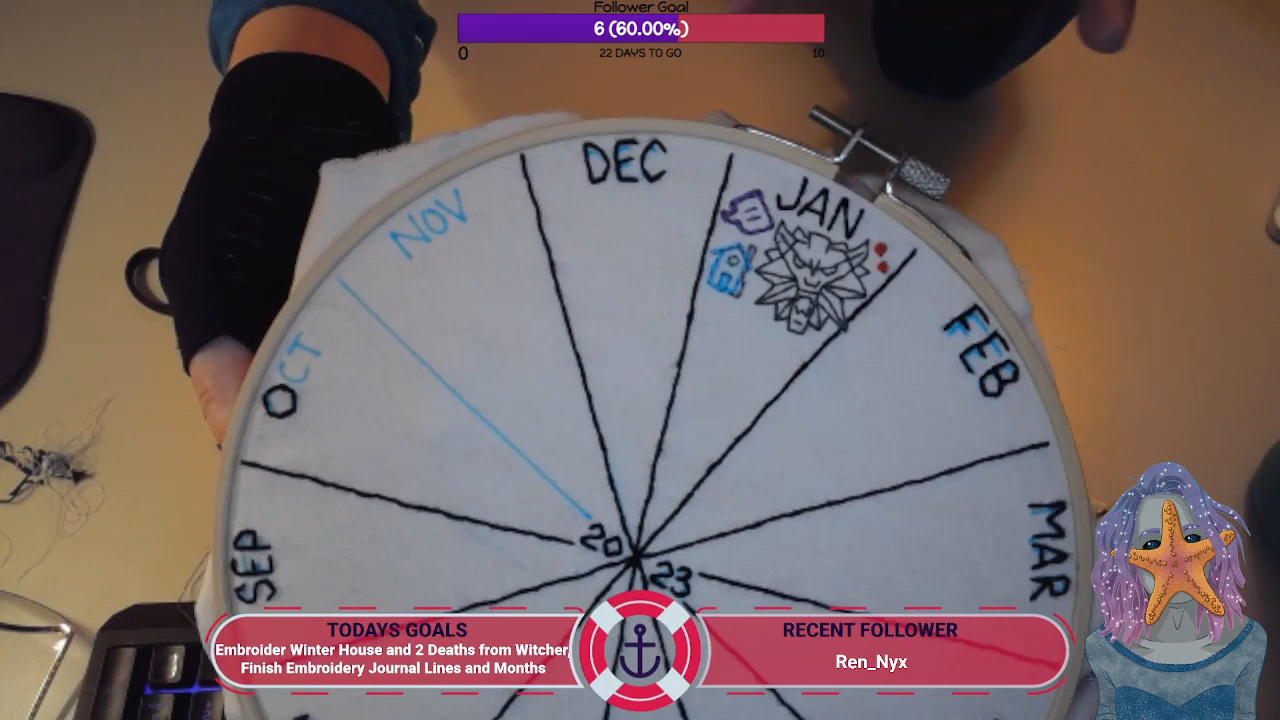 Follower Goal
6 (60.00%)
0 22 DAYS TO GO 10
DEC
JAN
NOV
FEB
OCT
MAR
SEP
20
23
TODAYS GOALS
Embroider Winter House and 2 Deaths from Witcher,
Finish Embroidery Journal Lines and Months
RECENT FOLLOWER
Ren_Nyx